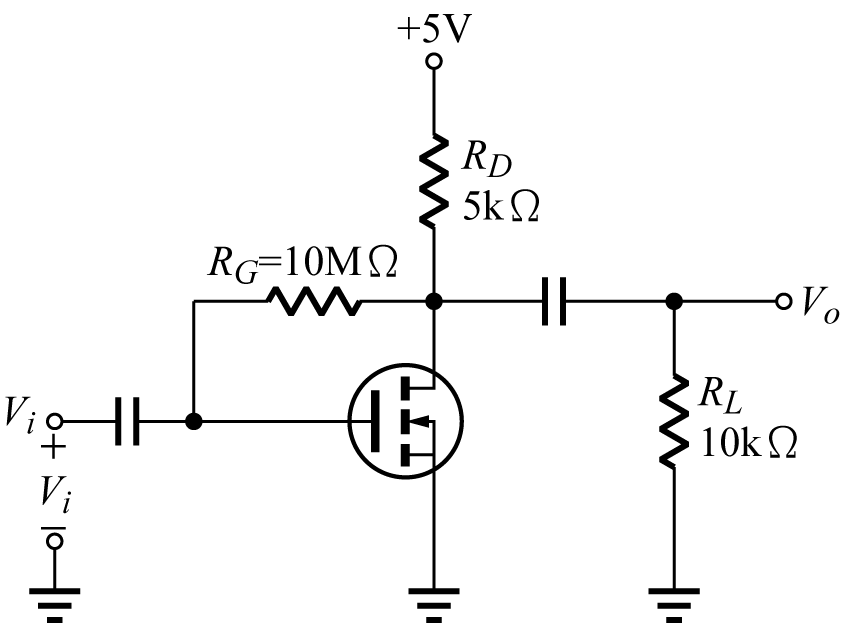 +5V
R_D
5kΩ
R_G=10MΩ
V_o
V_i
+
V_i
−
R_L
10kΩ